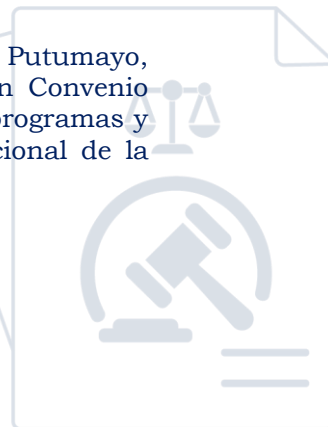 Putumayo,
n Convenio
programas y
cional de la